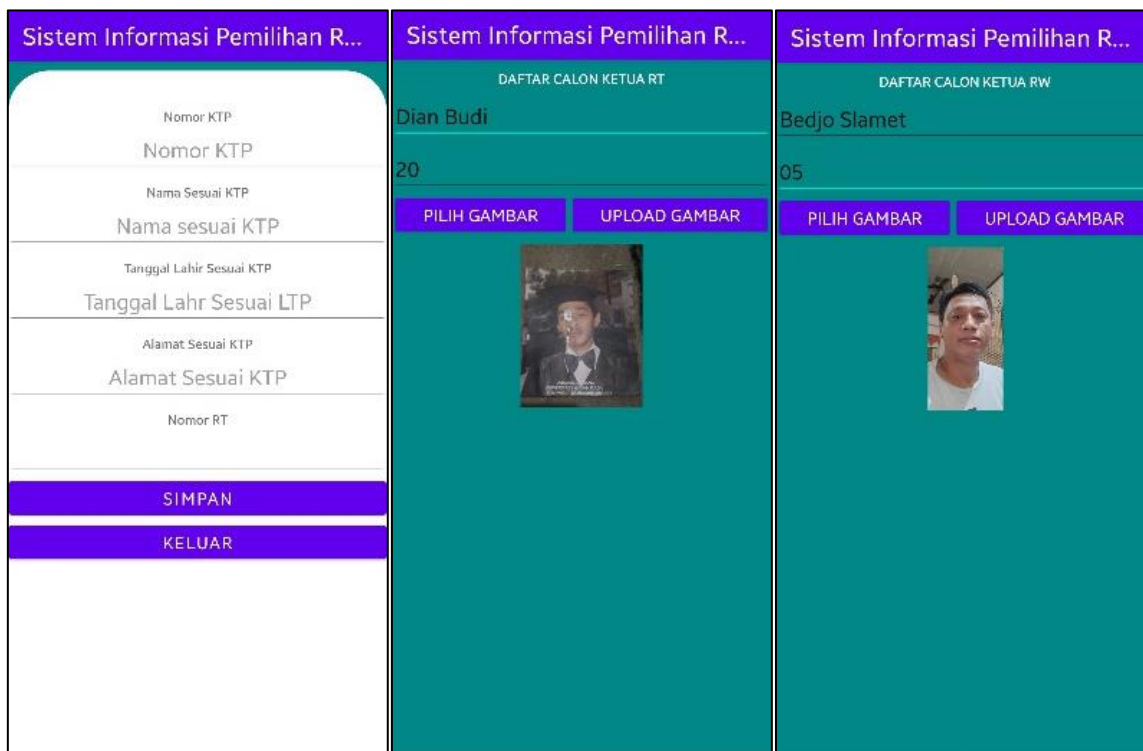 Sistem Informasi Pemilihan R...
Nomor KTP
Nomor KTP
Nama Sesuai KTP
Nama sesuai KTP
Tanggal Lahir Sesuai KTP
Tanggal Lahr Sesuai LTP
Alamat Sesuai KTP
Alamat Sesuai KTP
Nomor RT
SIMPAN
KELUAR
Sistem Informasi Pemilihan R...
DAFTAR CALON KETUA RT
Dian Budi
20
PILIH GAMBAR
UPLOAD GAMBAR
Sistem Informasi Pemilihan R...
DAFTAR CALON KETUA RW
Bedjo Slamet
05
PILIH GAMBAR
UPLOAD GAMBAR